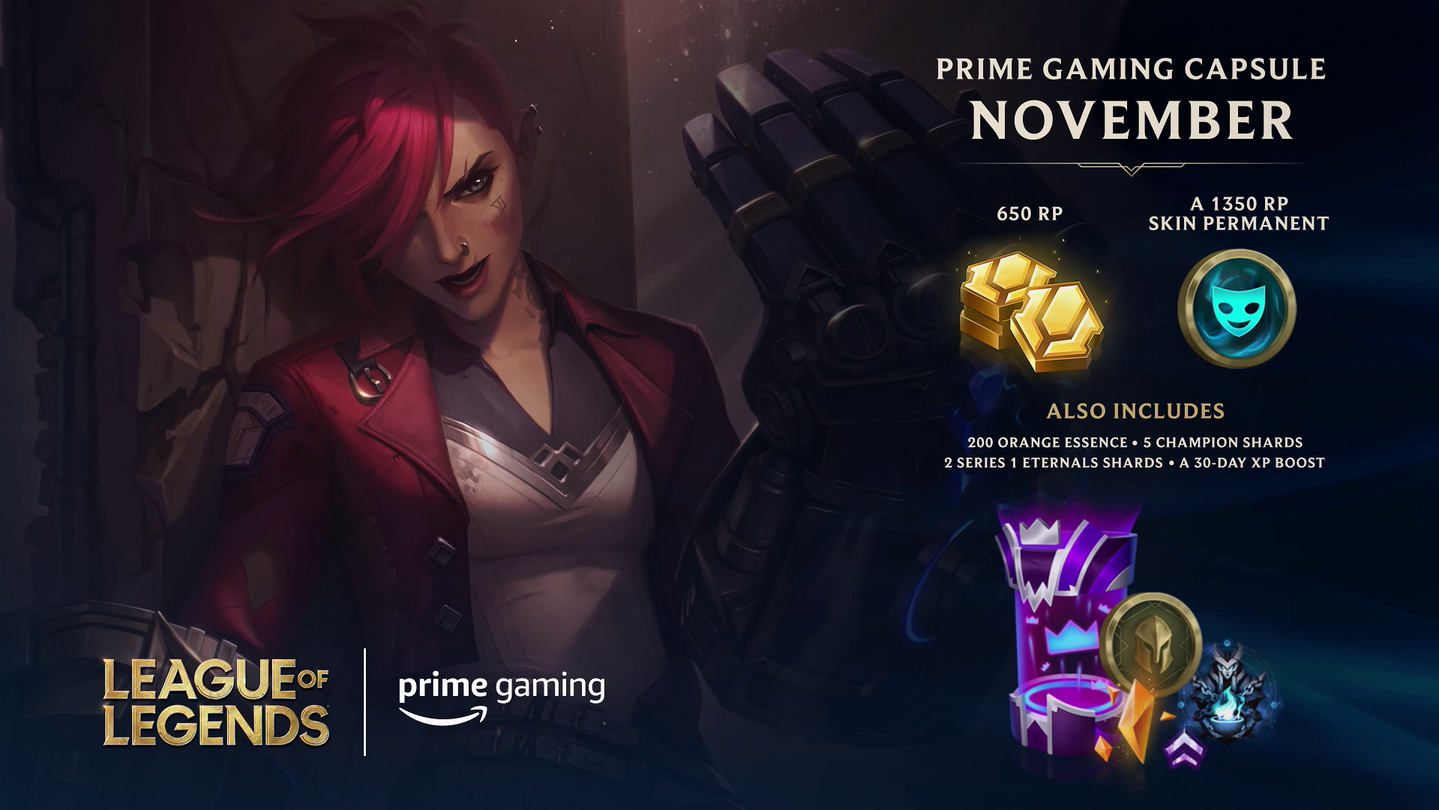 PRIME GAMING CAPSULE
NOVEMBER
650 RP
A 1350 RP
SKIN PERMANENT
ALSO INCLUDES
200 ORANGE ESSENCE • 5 CHAMPION SHARDS
2 SERIES 1 ETERNALS SHARDS • A 30-DAY XP BOOST
LEAGUE OF
LEGENDS
prime gaming